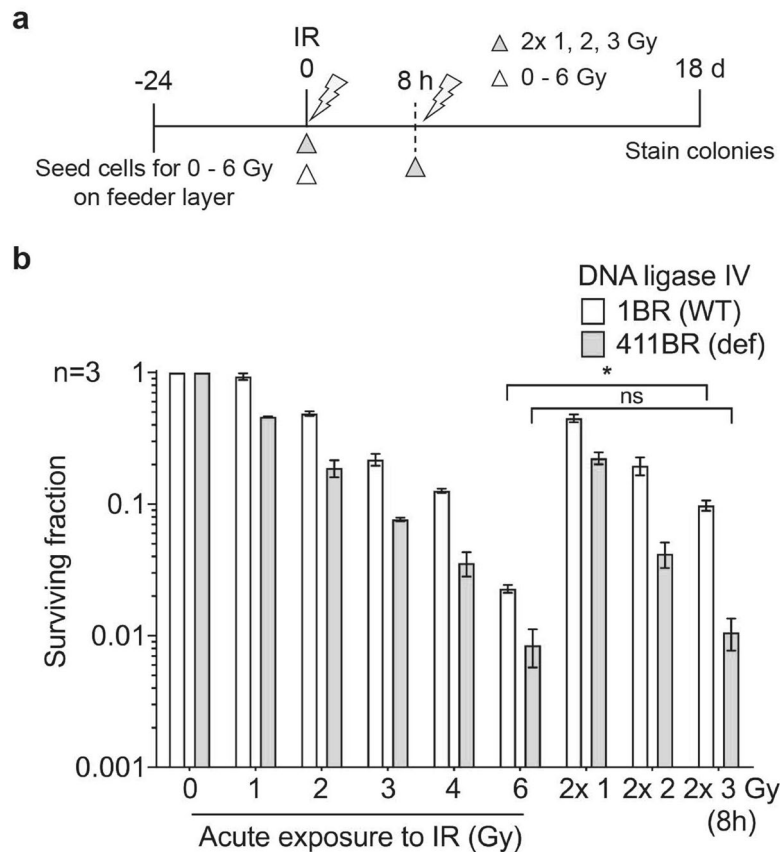 a
IR
0
-24
8 h
18 d
2x 1, 2, 3 Gy
0 - 6 Gy
Seed cells for 0 - 6 Gy
on feeder layer
Stain colonies
b
DNA ligase IV
1BR (WT)
411BR (def)
n=3
*
ns
Surviving fraction
1
0.1
0.01
0.001
0 1 2 3 4 6 2x 1 2x 2 2x 3 Gy
(8h)
Acute exposure to IR (Gy)